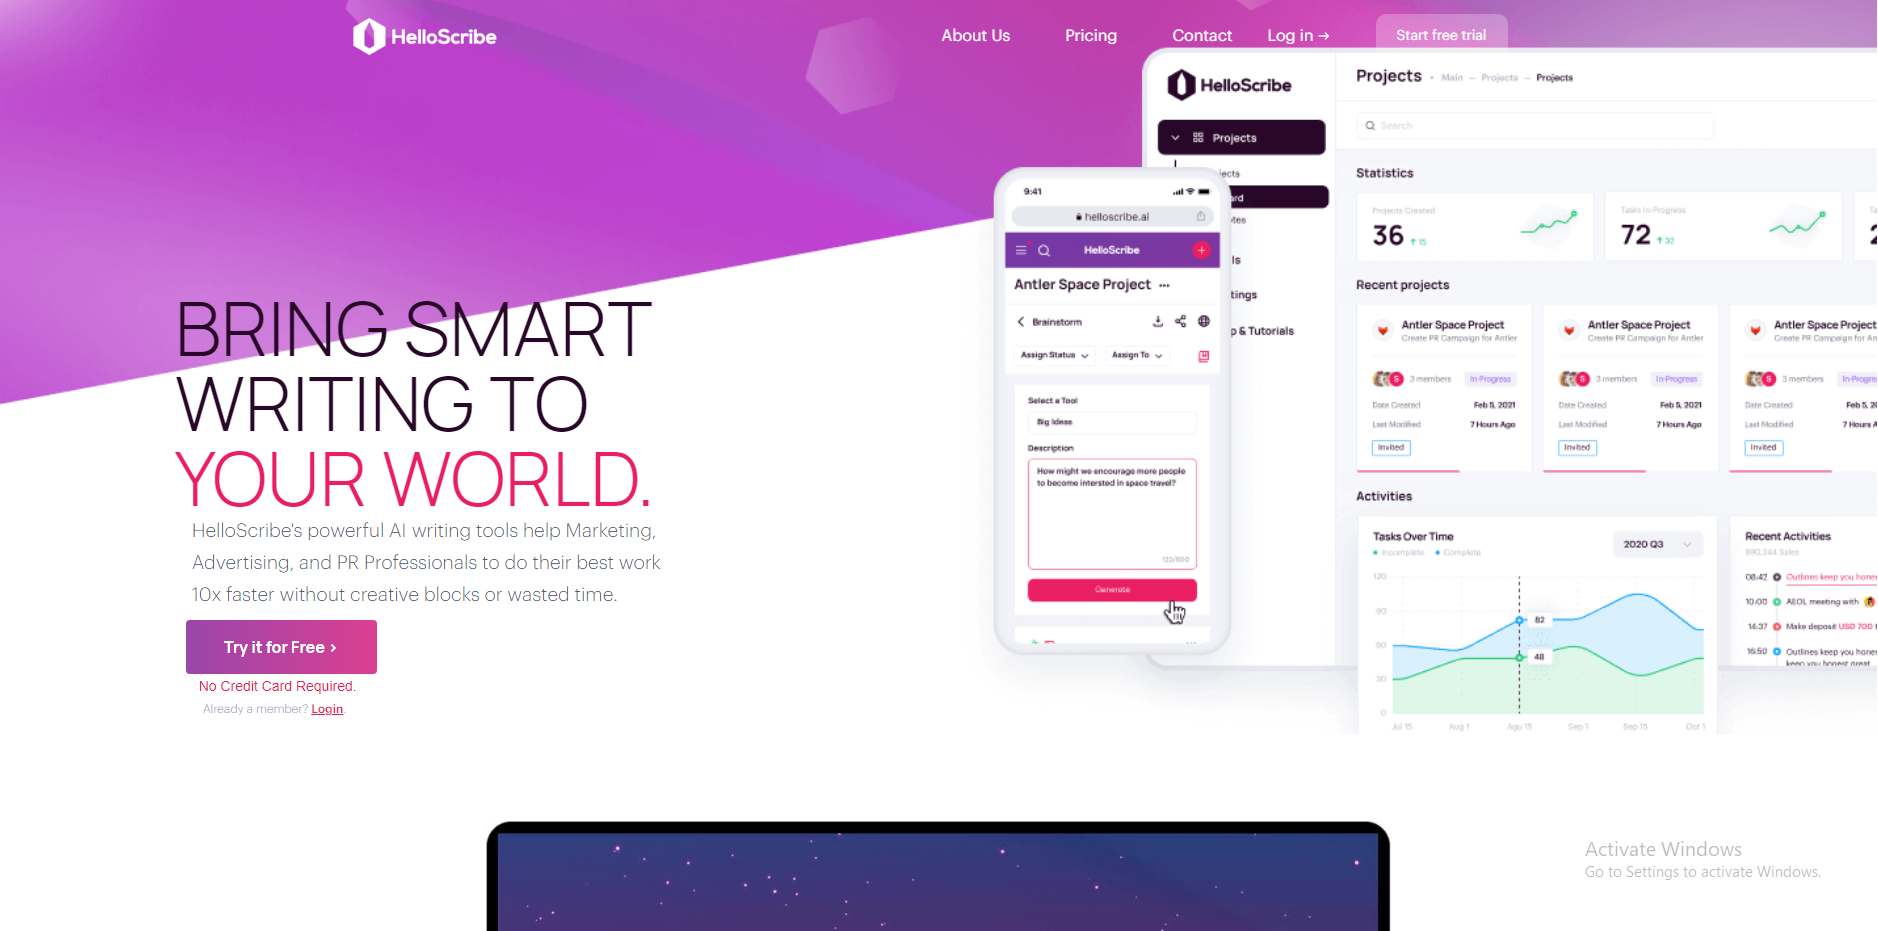 HelloScribe
About Us
Pricing
Contact
Log in →
Start free trial
BRING SMART
WRITING TO
YOUR WORLD.
HelloScribe's powerful AI writing tools help Marketing,
Advertising, and PR Professionals to do their best work
10x faster without creative blocks or wasted time.
Try it for Free ›
No Credit Card Required.
Already a member? Login.
9:41
helloscribe.ai
HelloScribe
Antler Space Project
Brainstorm
Assign Status
Assign To
Select a Tool
Big Ideas
Description
How might we encourage more people
to become intersted in space travel?
123/600
Generate
HelloScribe
Projects
jects
ard
otes
ls
tings
p & Tutorials
Projects • Main — Projects — Projects
Search
Statistics
Projects Created
36 ↑ 15
Tasks In-Progress
72 ↑ 32
Ta
2
Recent projects
Antler Space Project
Create PR Campaign for Antler
S 3 members In-Progress
Date Created Feb 5, 2021
Last Modified 7 Hours Ago
Invited
Antler Space Project
Create PR Campaign for Antler
S 3 members In-Progress
Date Created Feb 5, 2021
Last Modified 7 Hours Ago
Invited
Antler Space Proje
Create PR Campaign for An
S 3 members In-Progre
Date Created Feb 5, 2
Last Modified 7 Hours A
Invited
Activities
Tasks Over Time
Incomplete Complete
2020 Q3
120
90
60
30
0
82
48
Jul 15 Aug 1 Agu 15 Sep 1 Sep 15 Oct 1
Recent Activities
890,344 Sales
08:42 Outlines keep you hones
10:00 AEOL meeting with
14:37 Make deposit USD 700 t
16:50 Outlines keep you hones
keep you honest great
Activate Windows
Go to Settings to activate Windows.